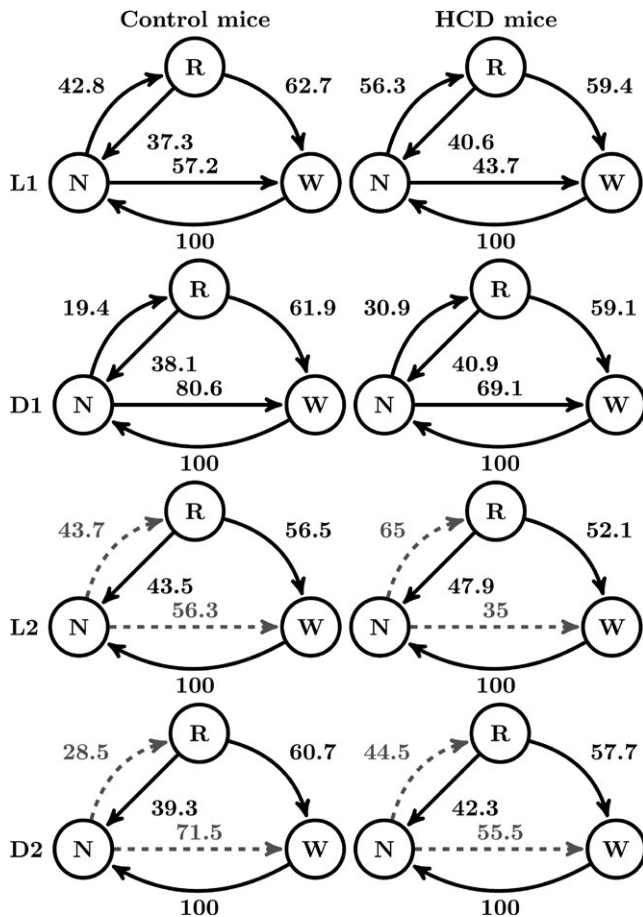 Control mice HCD mice
R R
42.8 62.7 56.3 59.4
37.3 40.6
57.2 43.7
L1 N W N W
100 100
R R
19.4 61.9 30.9 59.1
38.1 40.9
80.6 69.1
D1 N W N W
100 100
R R
43.7 56.5 65 52.1
43.5 47.9
56.3 35
L2 N W N W
100 100
R R
28.5 60.7 44.5 57.7
39.3 42.3
71.5 55.5
D2 N W N W
100 100